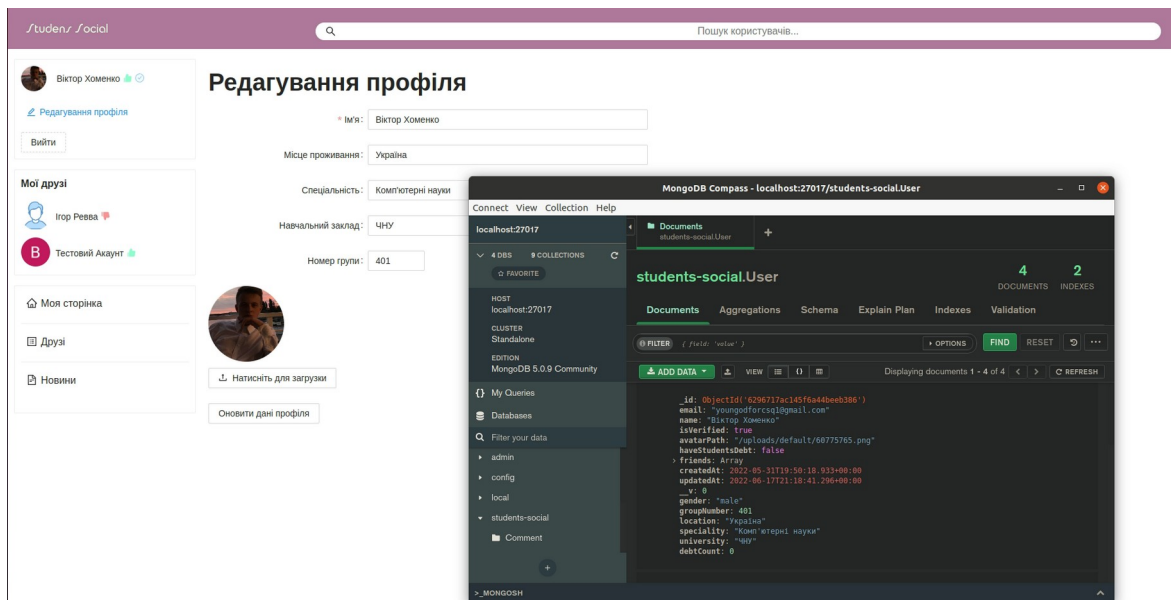 Studens Social
Пошук користувачів...
Віктор Хоменко
Редагування профілю
Вийти
Мої друзі
Ігор Ревва
В
Тестовий Акаунт
Моя сторінка
Друзі
Новини
Редагування профілю
* Ім'я: Віктор Хоменко
Місце проживання: Україна
Спеціальність: Комп'ютерні науки
Навчальний заклад: ЧНУ
Номер групи: 401
Натисніть для загрузки
Оновити дані профіля
MongoDB Compass - localhost:27017/students-social.User
Connect View Collection Help
localhost:27017
4 DBS 9 COLLECTIONS
FAVORITE
HOST
localhost:27017
CLUSTER
Standalone
EDITION
MongoDB 5.0.9 Community
{} My Queries
Databases
Filter your data
admin
config
local
students-social
Comment
+
>_MONGOSH
Documents
students-social.User
+
students-social.User
4 DOCUMENTS
2 INDEXES
Documents Aggregations Schema Explain Plan Indexes Validation
FILTER { field: 'value' }
OPTIONS FIND RESET
ADD DATA VIEW {} Displaying documents 1 - 4 of 4 < > REFRESH
_id: ObjectId('6296717ac145f6a44beeb386')
email: "youngodforcsq1@gmail.com"
name: "Віктор Хоменко"
isVerified: true
avatarPath: "/uploads/default/60775765.png"
haveStudentsDebt: false
> friends: Array
createdAt: 2022-05-31T19:50:18.933+00:00
updatedAt: 2022-06-17T21:18:41.296+00:00
__v: 0
gender: "male"
groupNumber: 401
location: "Україна"
speciality: "Комп'ютерні науки"
university: "ЧНУ"
debtCount: 0